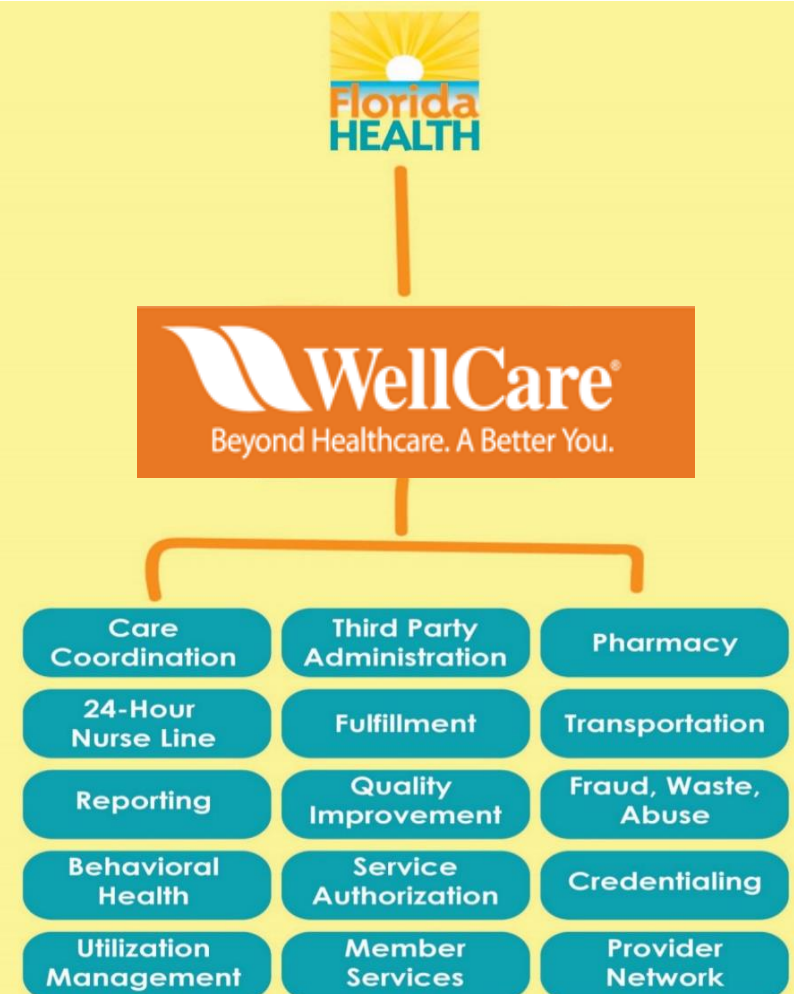 Florida
HEALTH
WellCare®
Beyond Healthcare. A Better You.
Care
Coordination
Third Party
Administration
Pharmacy
24-Hour
Nurse Line
Fulfillment
Transportation
Reporting
Quality
Improvement
Fraud, Waste,
Abuse
Behavioral
Health
Service
Authorization
Credentialing
Utilization
Management
Member
Services
Provider
Network